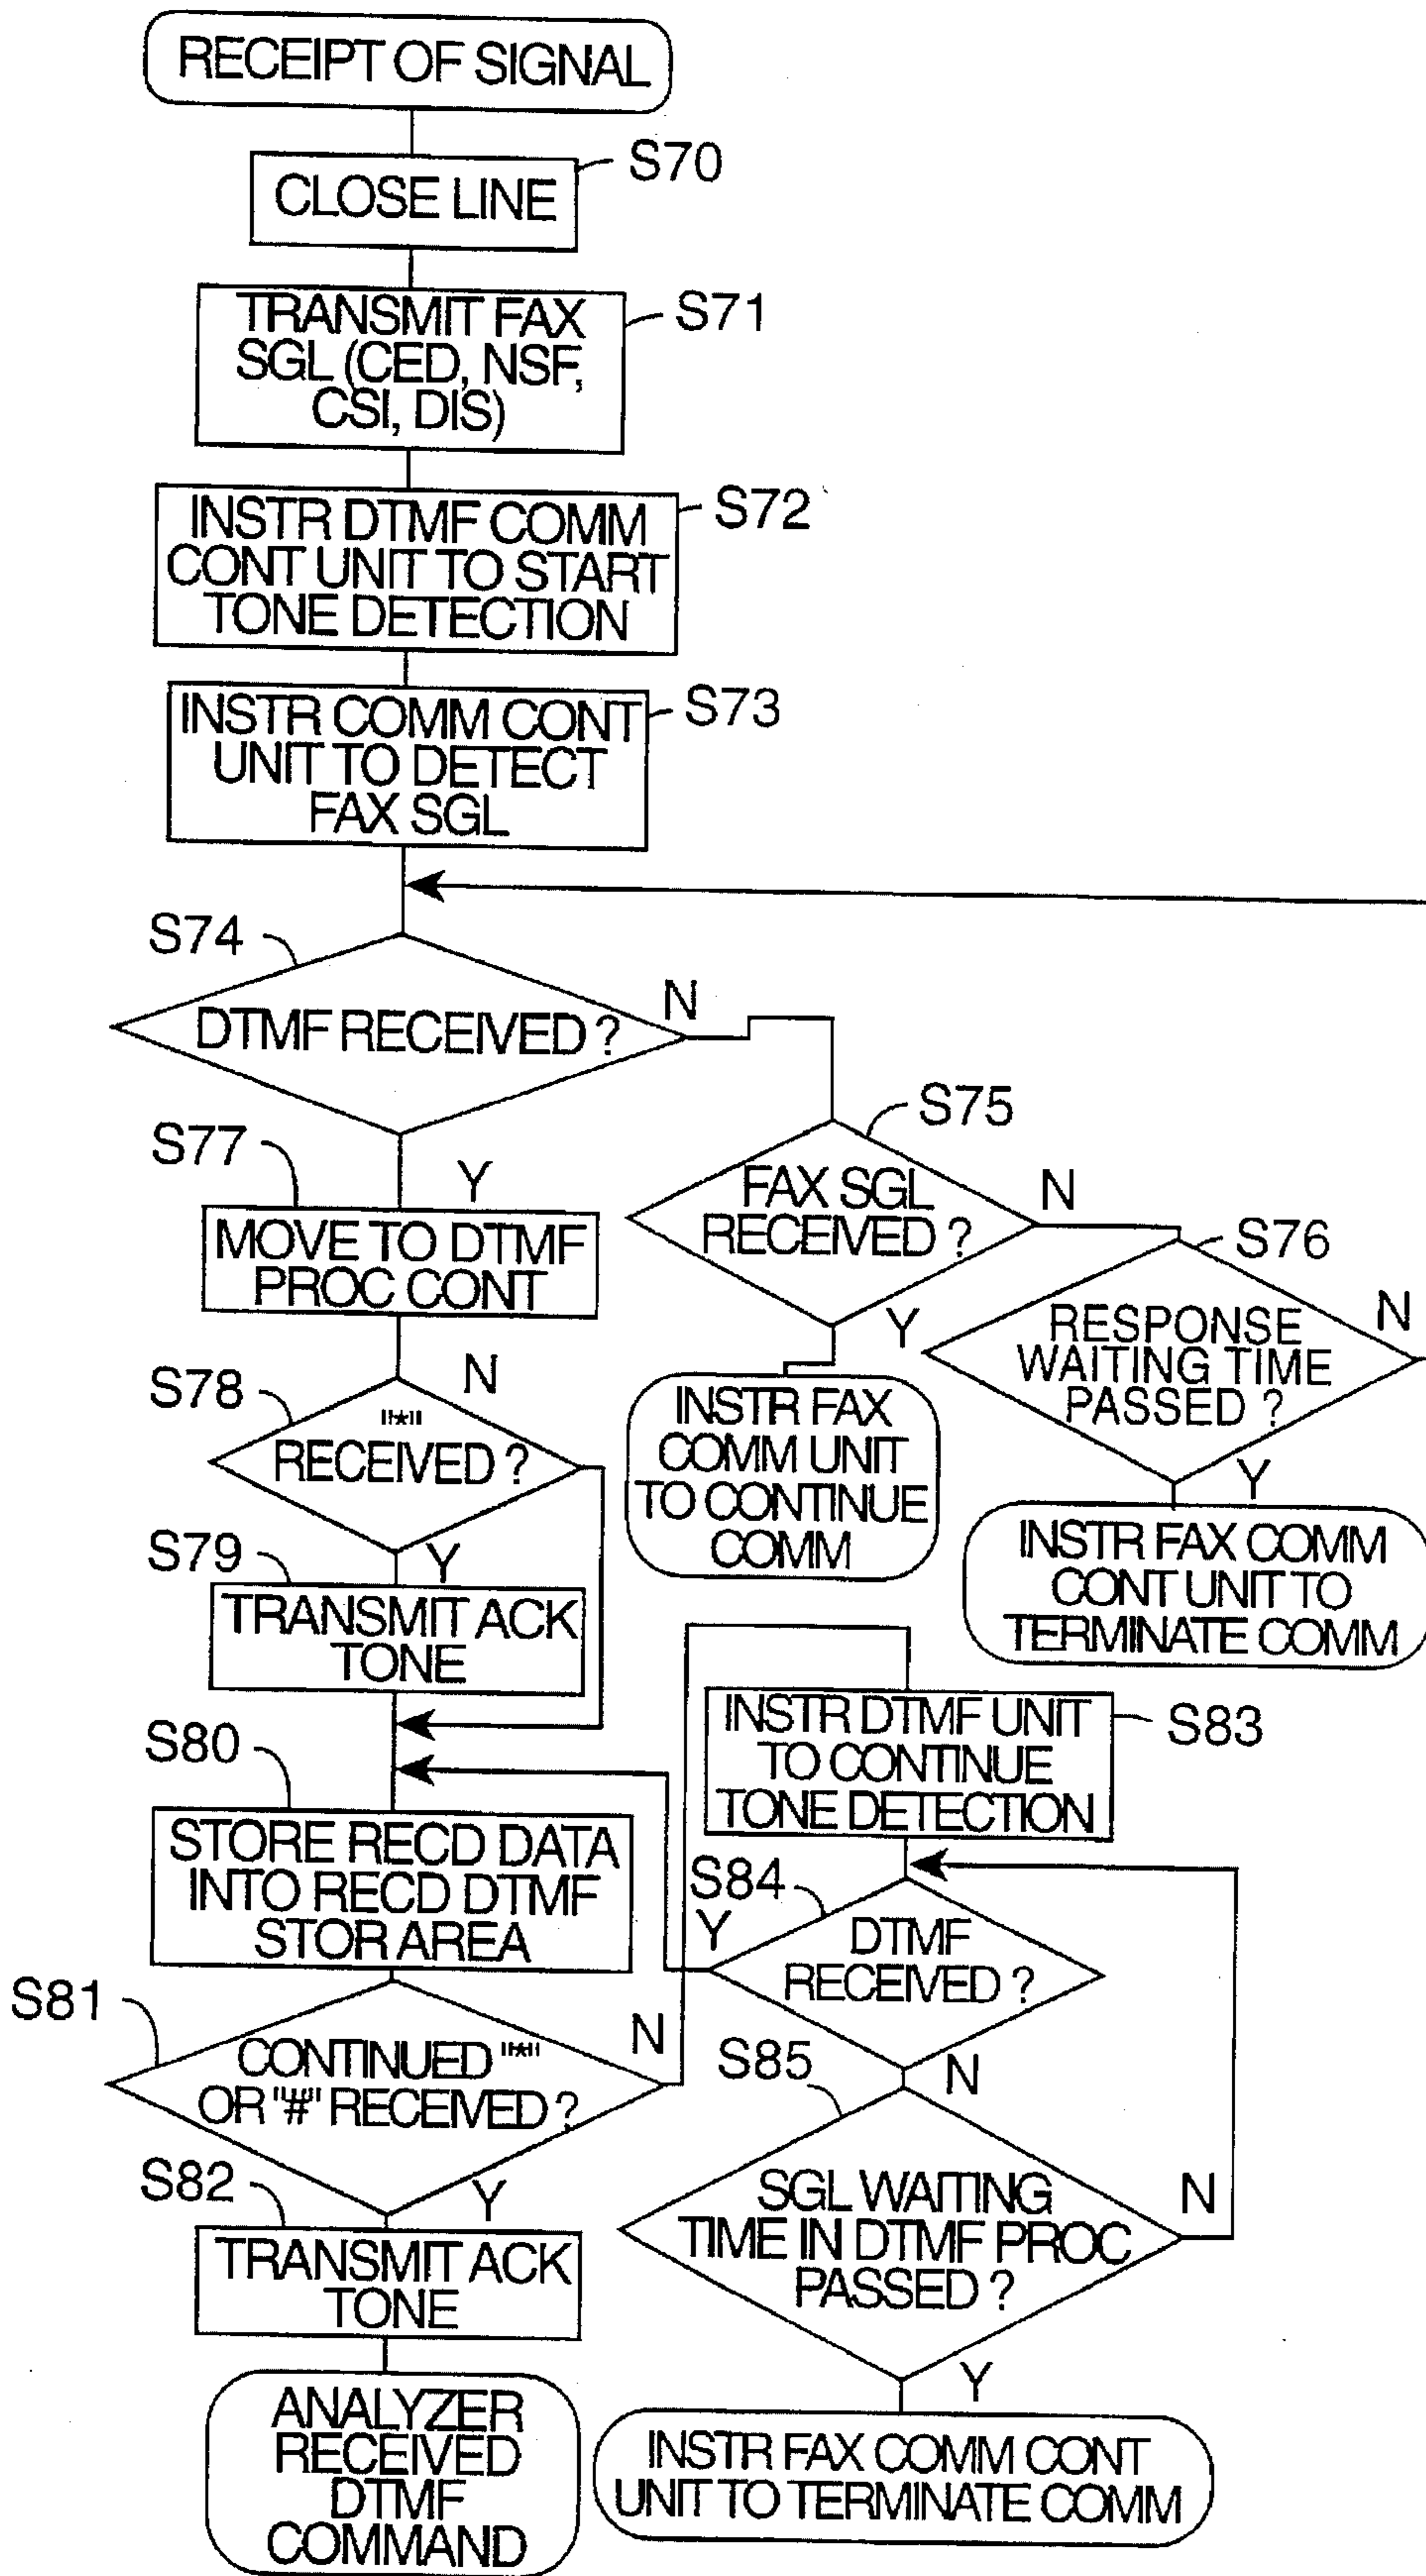 RECEIPT OF SIGNAL
S70
CLOSE LINE
S71
TRANSMIT FAX
SGL (CED, NSF,
CSI, DIS)
S72
INSTR DTMF COMM
CONT UNIT TO START
TONE DETECTION
S73
INSTR COMM CONT
UNIT TO DETECT
FAX SGL
S74
DTMF RECEIVED ?
N
Y
S75
FAX SGL
RECEIVED ?
N
Y
S76
RESPONSE
WAITING TIME
PASSED ?
N
Y
S77
MOVE TO DTMF
PROC CONT
INSTR FAX
COMM UNIT
TO CONTINUE
COMM
INSTR FAX COMM
CONT UNIT TO
TERMINATE COMM
S78
"*"
RECEIVED ?
N
Y
S79
TRANSMIT ACK
TONE
S80
STORE RECD DATA
INTO RECD DTMF
STOR AREA
S81
CONTINUED "*"
OR "#" RECEIVED ?
N
Y
S82
TRANSMIT ACK
TONE
ANALYZER
RECEIVED
DTMF
COMMAND
S83
INSTR DTMF UNIT
TO CONTINUE
TONE DETECTION
S84
DTMF
RECEIVED ?
Y
N
S85
SGL WAITING
TIME IN DTMF PROC
PASSED ?
N
Y
INSTR FAX COMM CONT
UNIT TO TERMINATE COMM